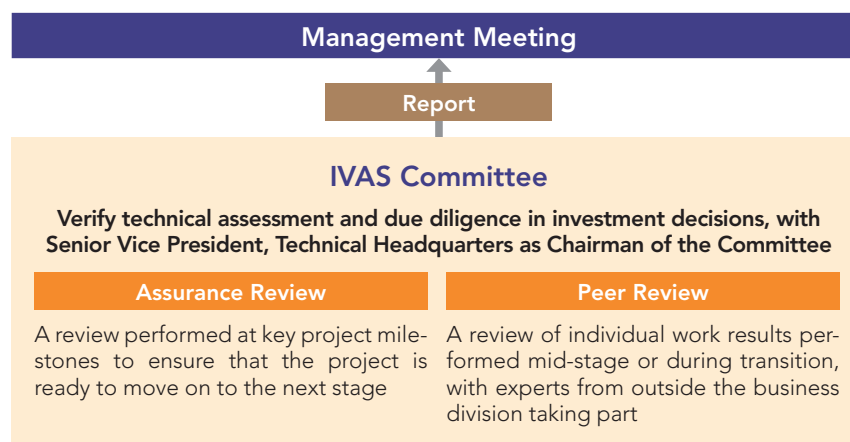 Management Meeting
Report
IVAS Committee
Verify technical assessment and due diligence in investment decisions, with
Senior Vice President, Technical Headquarters as Chairman of the Committee
Assurance Review
A review performed at key project mile-
stones to ensure that the project is
ready to move on to the next stage
Peer Review
A review of individual work results per-
formed mid-stage or during transition,
with experts from outside the business
division taking part